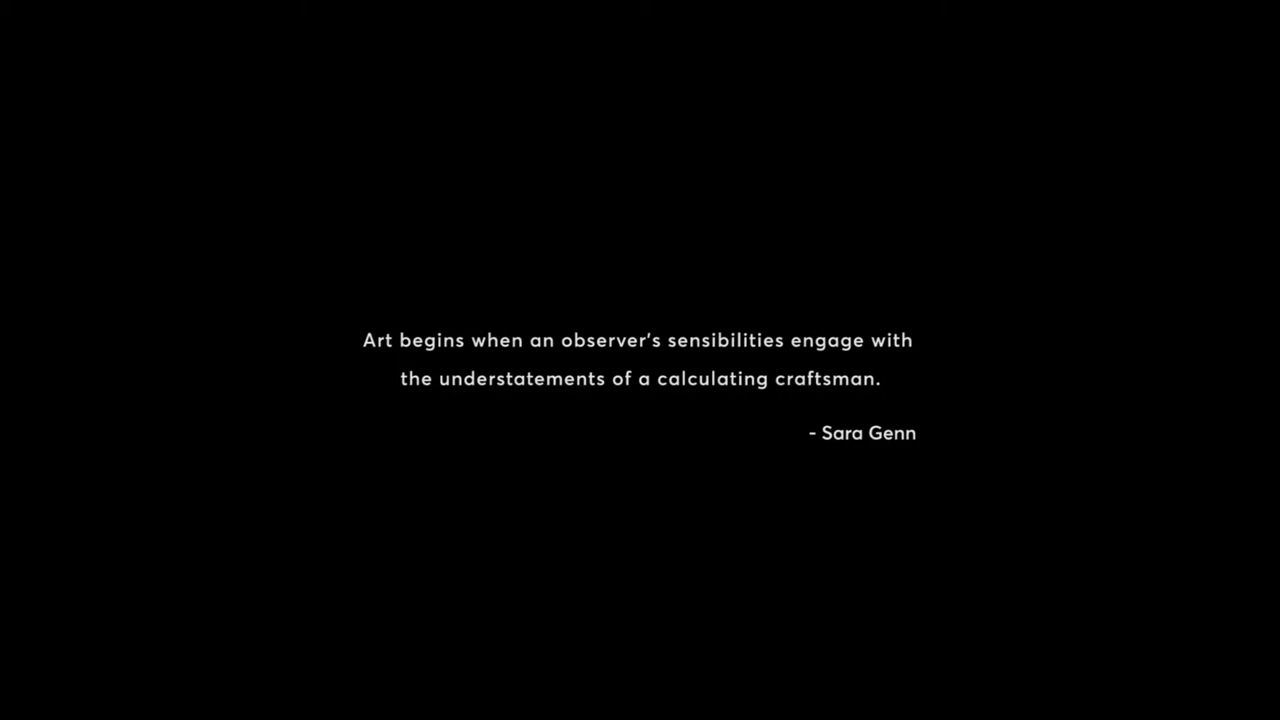 Art begins when an observer's sensibilities engage with
the understatements of a calculating craftsman.
- Sara Genn